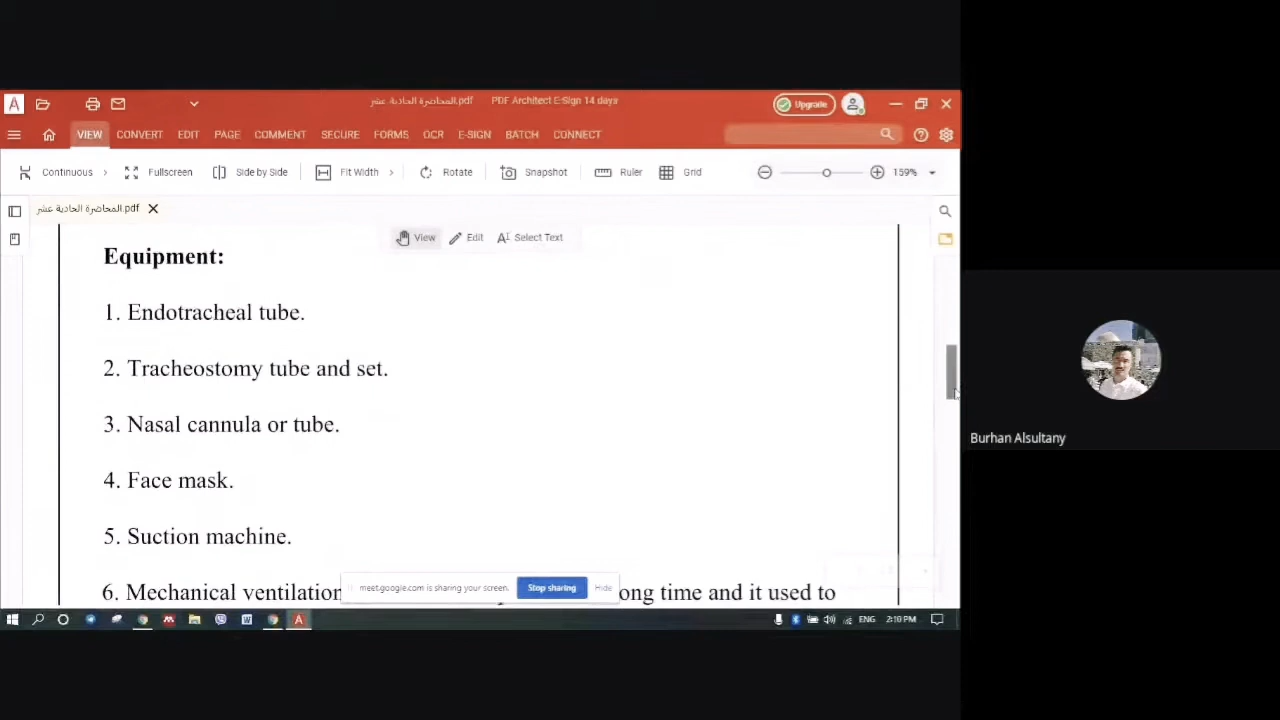 المحاضرة الحادية عشر.pdf PDF Architect E-Sign 14 days
Upgrade
VIEW CONVERT EDIT PAGE COMMENT SECURE FORMS OCR E-SIGN BATCH CONNECT
Continuous Fullscreen Side by Side Fit Width Rotate Snapshot Ruler Grid 159%
المحاضرة الحادية عشر.pdf
View Edit Select Text
Equipment:
1. Endotracheal tube.
2. Tracheostomy tube and set.
3. Nasal cannula or tube.
4. Face mask.
5. Suction machine.
6. Mechanical ventilation ong time and it used to
meet.google.com is sharing your screen. Stop sharing Hide
ENG 2:10 PM
Burhan Alsultany